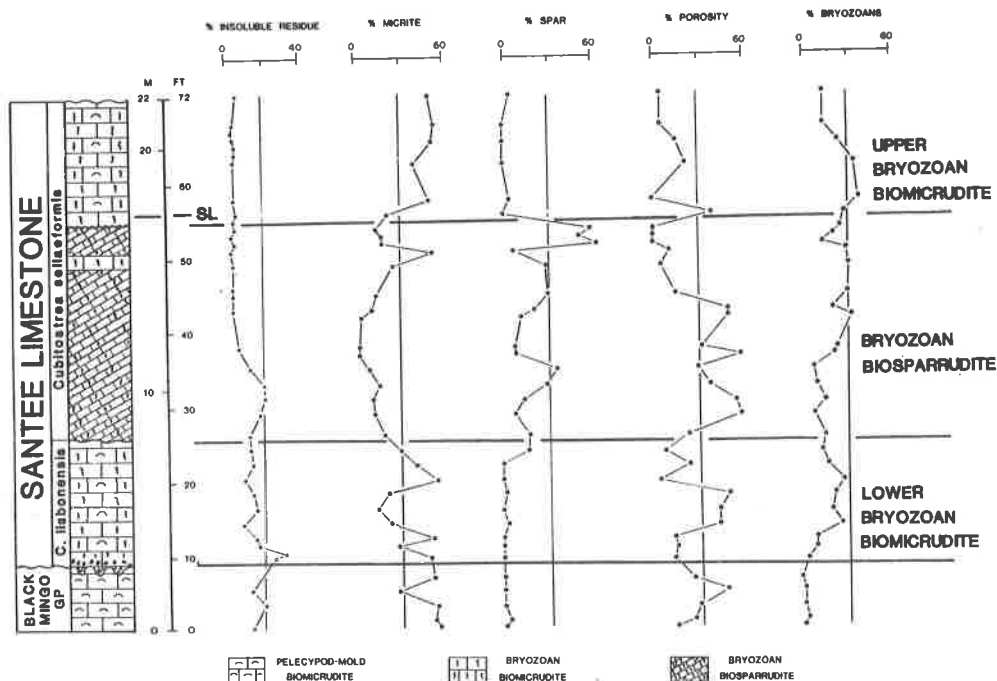 % INSOLUBLE RESIDUE
0 40
% MICRITE
0 60
% SPAR
0 60
% POROSITY
0 60
% BRYOZOANS
0 60
M FT
22 72
20
60
SL
50
40
10
30
20
10
0 0
SANTEE LIMESTONE
Cubitostrea sellaeformis
C. lisbonensis
BLACK
MINGO
GP
UPPER
BRYOZOAN
BIOMICRUDITE
BRYOZOAN
BIOSPARRUDITE
LOWER
BRYOZOAN
BIOMICRUDITE
PELECYPOD-MOLD
BIOMICRUDITE
BRYOZOAN
BIOMICRUDITE
BRYOZOAN
BIOSPARRUDITE